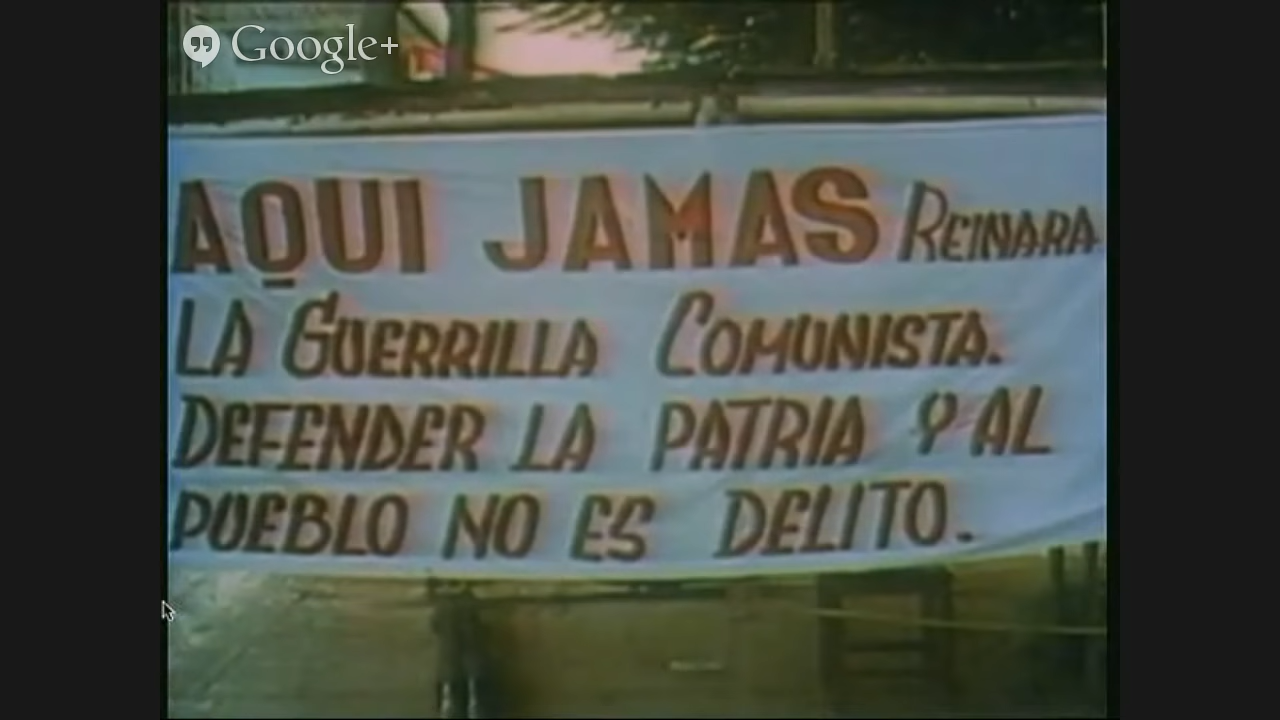 Google+
AQUI JAMAS REINARA
LA GUERRILLA COMUNISTA.
DEFENDER LA PATRIA Y AL
PUEBLO NO ES DELITO.